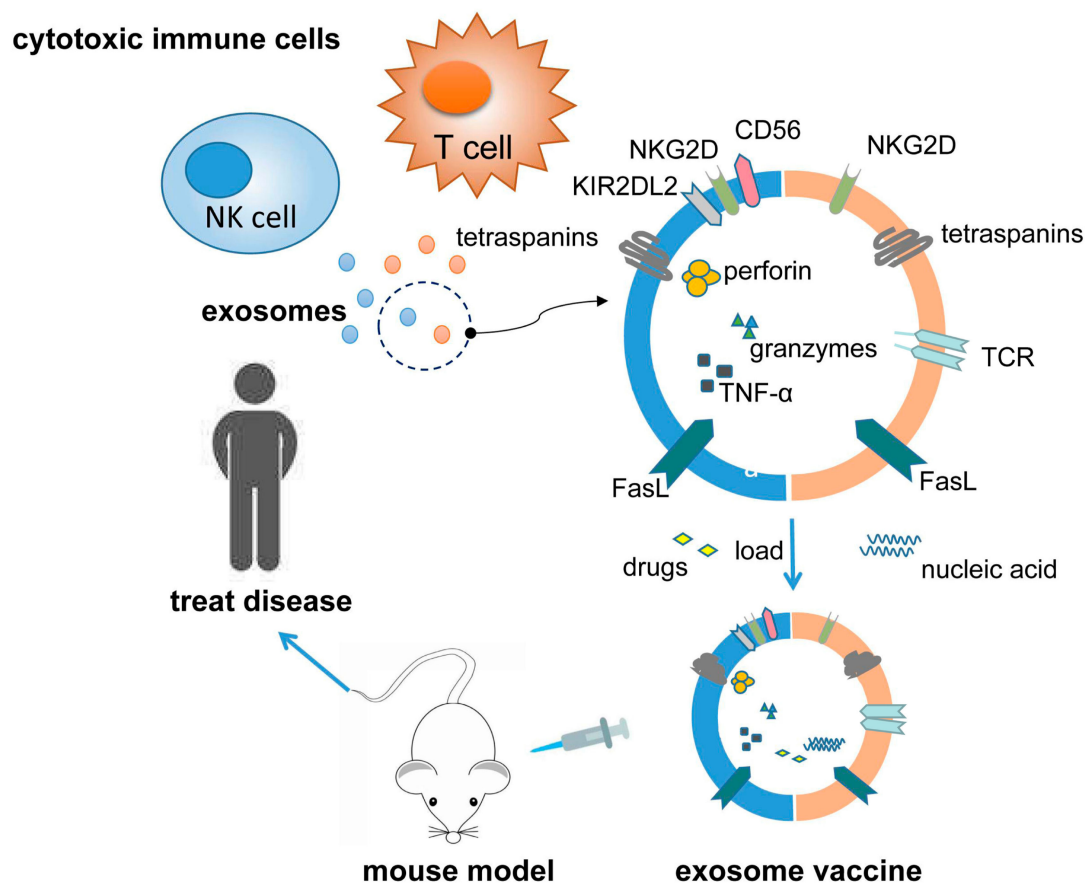 cytotoxic immune cells
T cell
NK cell
CD56
NKG2D
NKG2D
KIR2DL2
tetraspanins
tetraspanins
perforin
exosomes
granzymes
TCR
TNF-α
α
FasL
FasL
load
drugs
nucleic acid
treat disease
mouse model
exosome vaccine